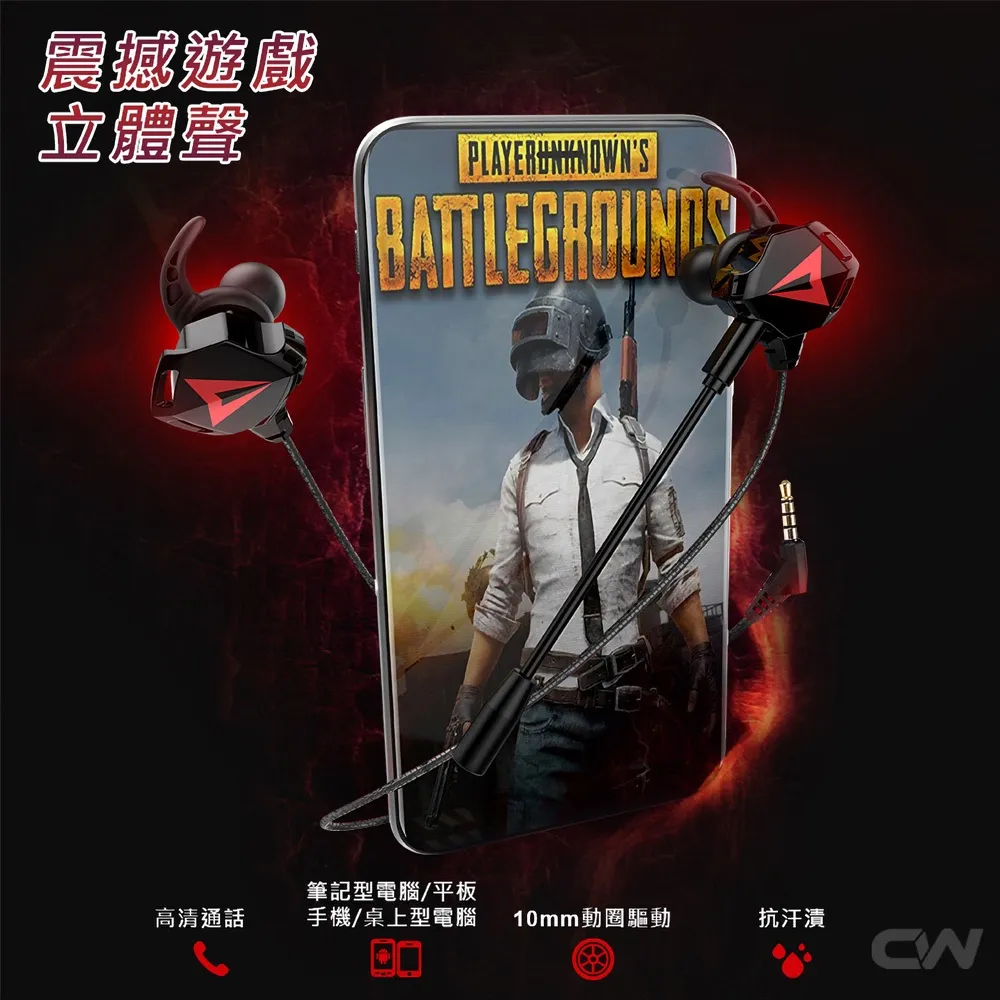 震撼遊戲
立體聲
PLAYERUNKNOWN'S
BATTLEGROUNDS
高清通話
筆記型電腦/平板
手機/桌上型電腦
10mm動圈驅動
抗汗漬
CW